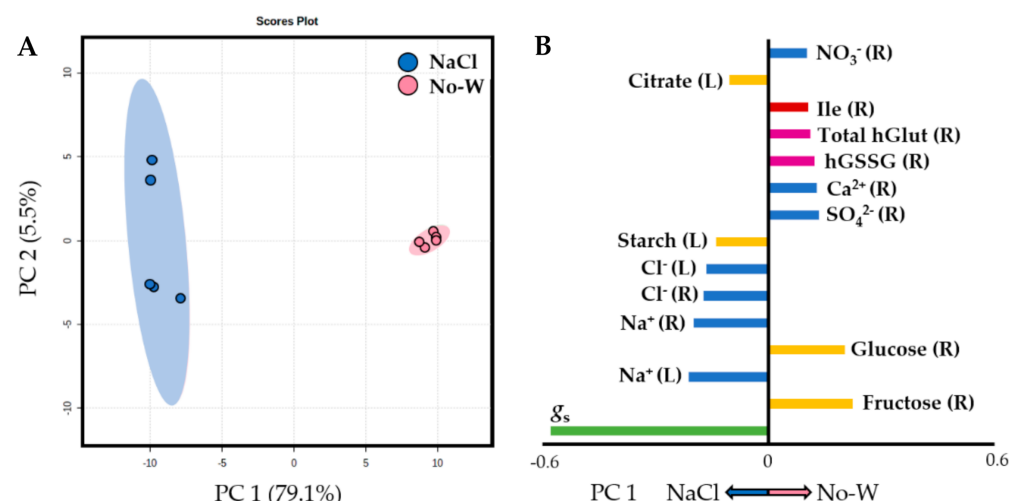 Scores Plot
A
NaCl
No-W
PC 2 (5.5%)
10
5
0
-5
-10
-10
-5
0
5
10
PC 1 (79.1%)
B
NO₃⁻ (R)
Citrate (L)
Ile (R)
Total hGlut (R)
hGSSG (R)
Ca²⁺ (R)
SO₄²⁻ (R)
Starch (L)
Cl⁻ (L)
Cl⁻ (R)
Na⁺ (R)
Glucose (R)
Na⁺ (L)
Fructose (R)
gₛ
-0.6
0
0.6
PC 1 NaCl No-W